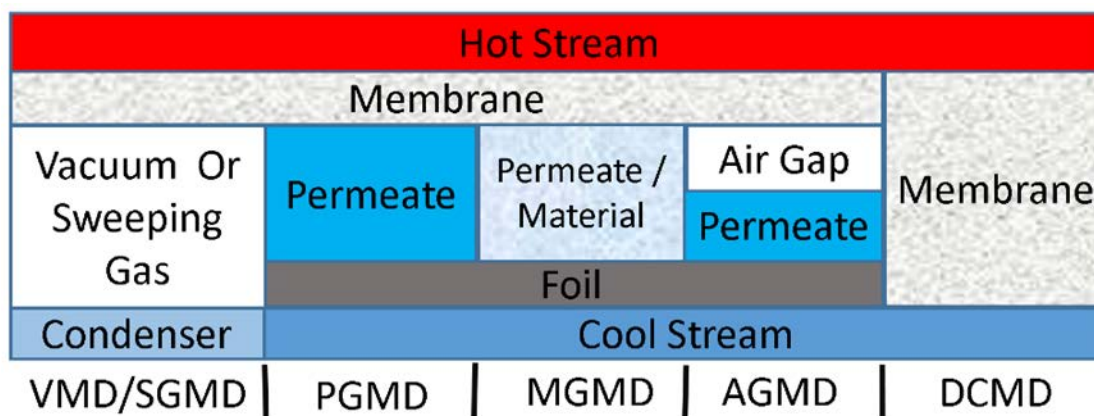 Hot Stream
Membrane
Vacuum Or
Sweeping
Gas
Permeate
Permeate /
Material
Air Gap
Permeate
Membrane
Foil
Condenser
Cool Stream
VMD/SGMD | PGMD | MGMD | AGMD | DCMD